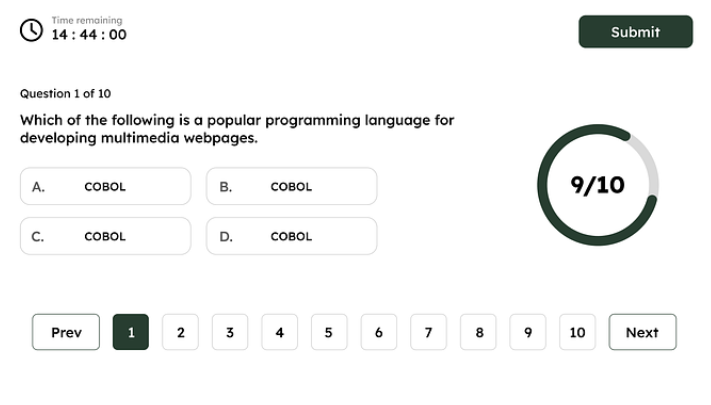 Time remaining
14 : 44 : 00
Submit
Question 1 of 10
Which of the following is a popular programming language for
developing multimedia webpages.
9/10
A. COBOL
B. COBOL
C. COBOL
D. COBOL
Prev 1 2 3 4 5 6 7 8 9 10 Next